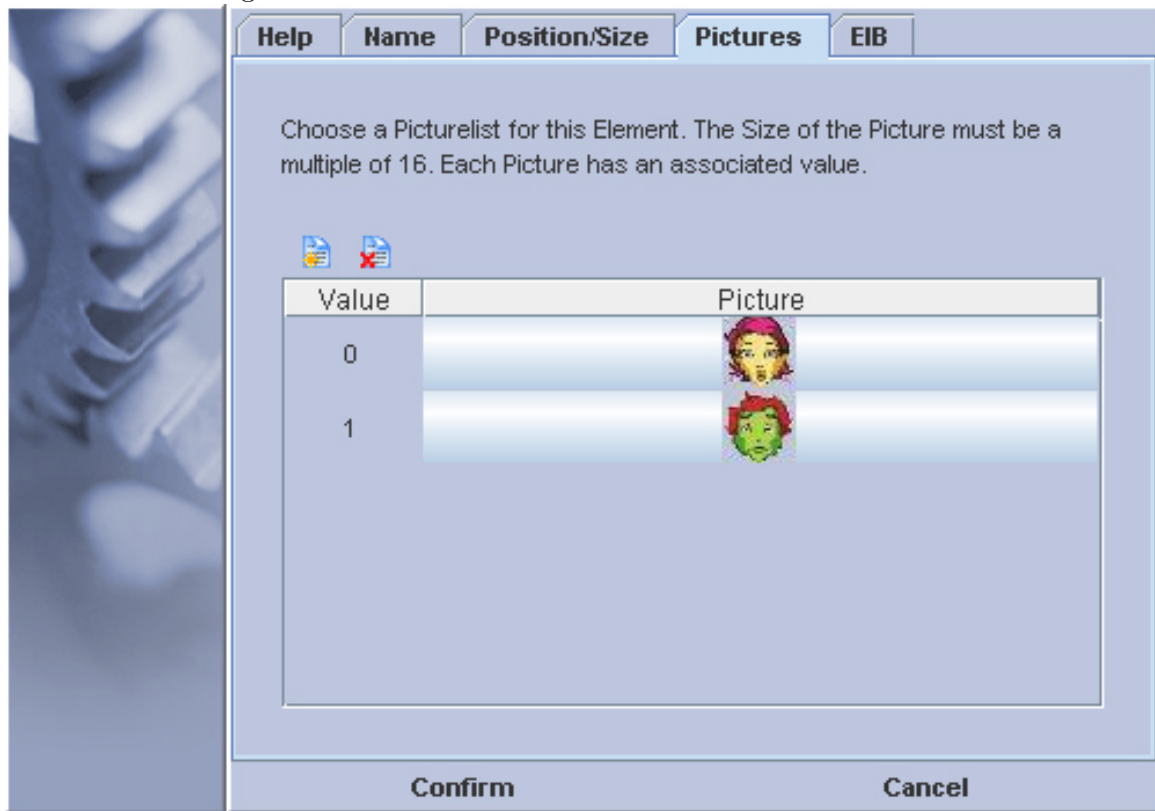 Help Name Position/Size Pictures EIB
Choose a Picturelist for this Element. The Size of the Picture must be a
multiple of 16. Each Picture has an associated value.
Value Picture
0
1
Confirm Cancel